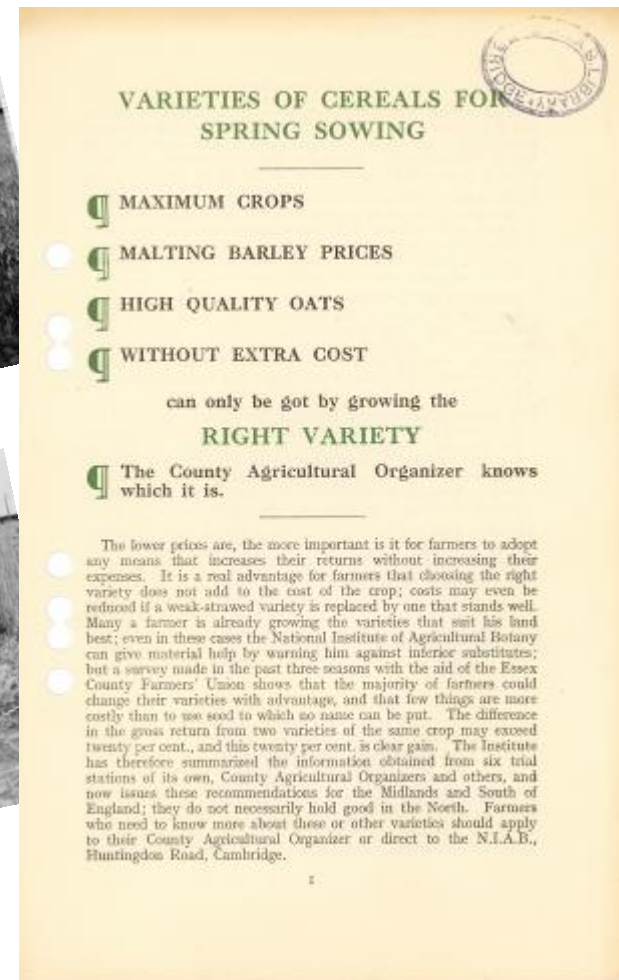 VARIETIES OF CEREALS FOR
SPRING SOWING
¶ MAXIMUM CROPS
¶ MALTING BARLEY PRICES
¶ HIGH QUALITY OATS
¶ WITHOUT EXTRA COST
can only be got by growing the
RIGHT VARIETY
¶ The County Agricultural Organizer knows
which it is.
The lower prices are, the more important is it for farmers to adopt
any means that increases their returns without increasing their
expenses. It is a real advantage for farmers that choosing the right
variety does not add to the cost of the crop; costs may even be
reduced if a weak-strawed variety is replaced by one that stands well.
Many a farmer is already growing the varieties that suit his land
best; even in these cases the National Institute of Agricultural Botany
can give material help by warning him against inferior substitutes;
but a survey made in the past three seasons with the aid of the Essex
County Farmers' Union shows that the majority of farmers could
change their varieties with advantage, and that few things are more
costly than to use seed to which no name can be put. The difference
in the gross return from two varieties of the same crop may exceed
twenty per cent., and this twenty per cent. is clear gain. The Institute
has therefore summarized the information obtained from six trial
stations of its own, County Agricultural Organizers and others, and
now issues these recommendations for the Midlands and South of
England; they do not necessarily hold good in the North. Farmers
who need to know more about these or other varieties should apply
to their County Agricultural Organizer or direct to the N.I.A.B.,
Huntingdon Road, Cambridge.
1
LIBRARY